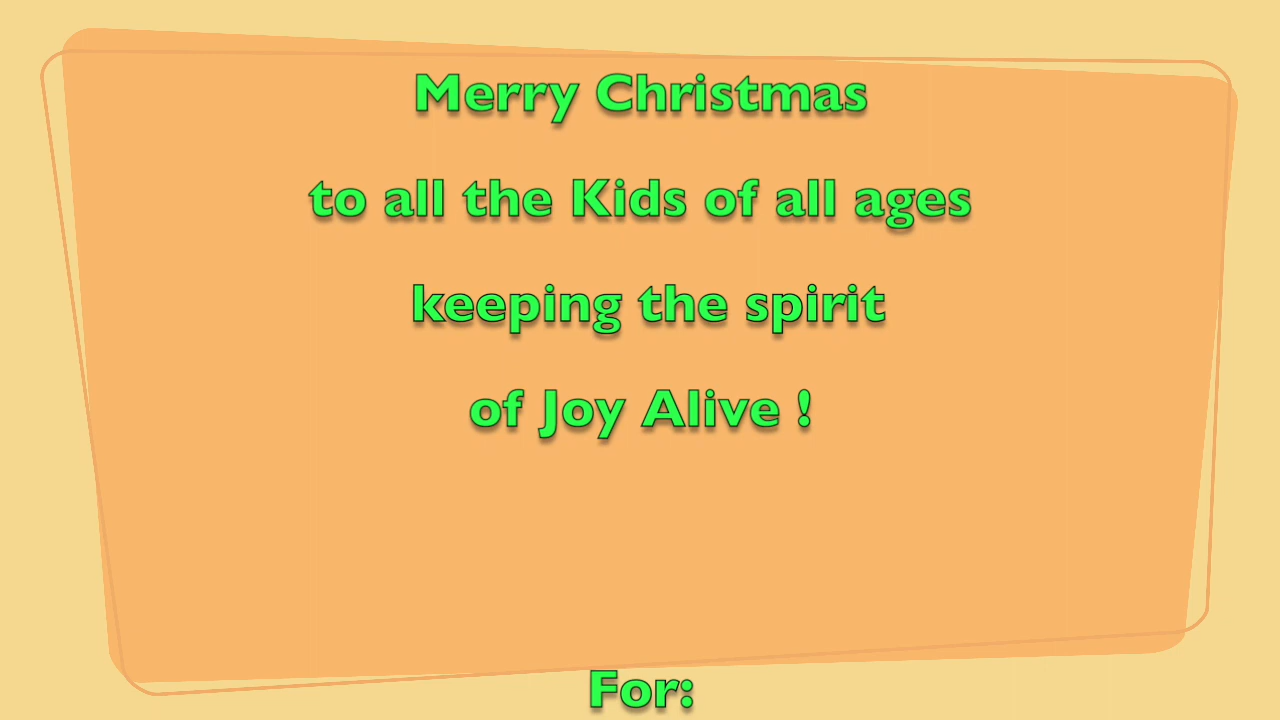 Merry Christmas
to all the Kids of all ages
keeping the spirit
of Joy Alive !
For: